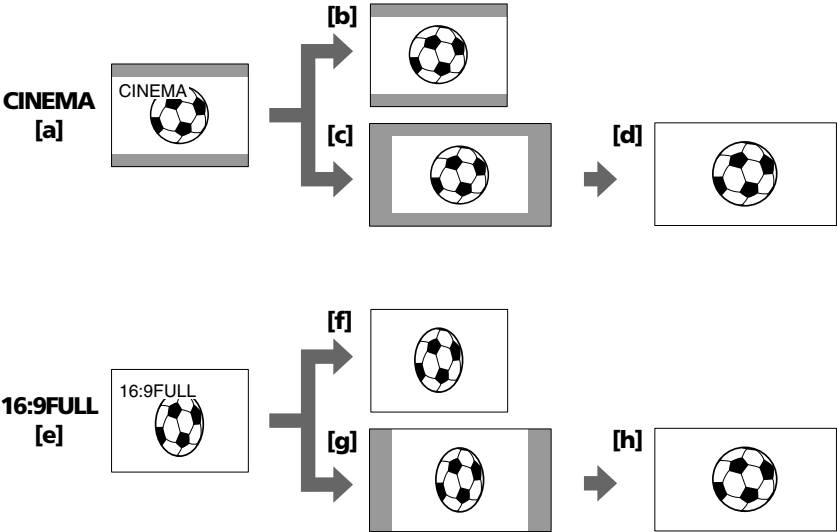 [b]
CINEMA
[a]
CINEMA
[c]
[d]
[f]
16:9FULL
[e]
16:9FULL
[g]
[h]